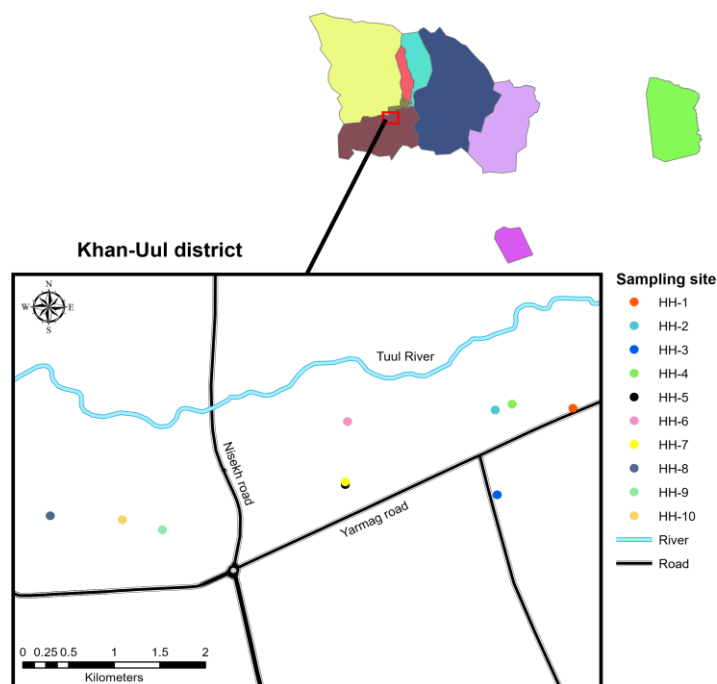 Khan-Uul district
N
W E
S
Tuul River
Nisekh road
Yarmag road
0 0.25 0.5 1 1.5 2
Kilometers
Sampling site
HH-1
HH-2
HH-3
HH-4
HH-5
HH-6
HH-7
HH-8
HH-9
HH-10
River
Road